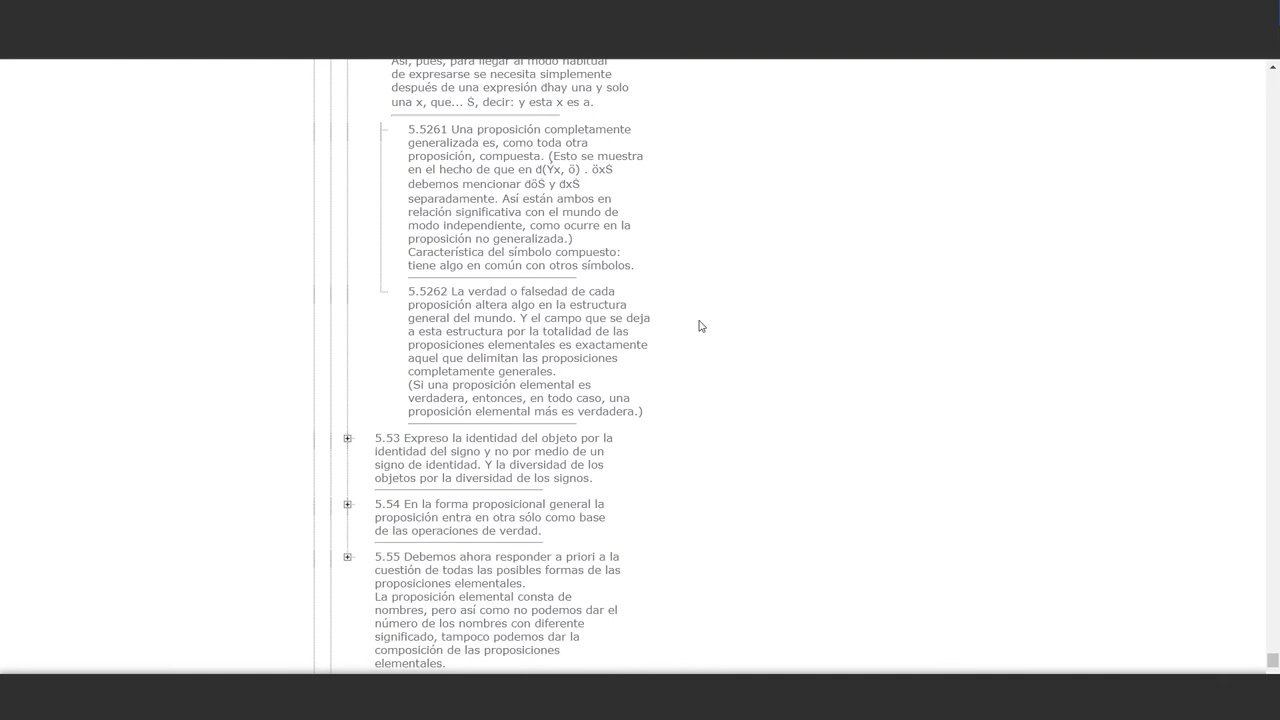 Así, pues, para llegar al modo habitual
de expresarse se necesita simplemente
después de una expresión đhay una y solo
una x, que... Š, decir: y esta x es a.
5.5261 Una proposición completamente
generalizada es, como toda otra
proposición, compuesta. (Esto se muestra
en el hecho de que en đ(Ýx, ö) . öxŠ
debemos mencionar đöŠ y đxŠ
separadamente. Así están ambos en
relación significativa con el mundo de
modo independiente, como ocurre en la
proposición no generalizada.)
Característica del símbolo compuesto:
tiene algo en común con otros símbolos.
5.5262 La verdad o falsedad de cada
proposición altera algo en la estructura
general del mundo. Y el campo que se deja
a esta estructura por la totalidad de las
proposiciones elementales es exactamente
aquel que delimitan las proposiciones
completamente generales.
(Si una proposición elemental es
verdadera, entonces, en todo caso, una
proposición elemental más es verdadera.)
5.53 Expreso la identidad del objeto por la
identidad del signo y no por medio de un
signo de identidad. Y la diversidad de los
objetos por la diversidad de los signos.
5.54 En la forma proposicional general la
proposición entra en otra sólo como base
de las operaciones de verdad.
5.55 Debemos ahora responder a priori a la
cuestión de todas las posibles formas de las
proposiciones elementales.
La proposición elemental consta de
nombres, pero así como no podemos dar el
número de los nombres con diferente
significado, tampoco podemos dar la
composición de las proposiciones
elementales.